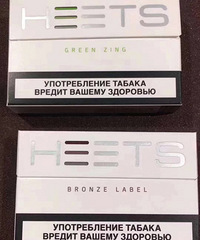 HEETS
GREEN ZING
УПОТРЕБЛЕНИЕ ТАБАКА
ВРЕДИТ ВАШЕМУ ЗДОРОВЬЮ
HEETS
BRONZE LABEL
УПОТРЕБЛЕНИЕ ТАБАКА
ВРЕДИТ ВАШЕМУ ЗДОРОВЬЮ